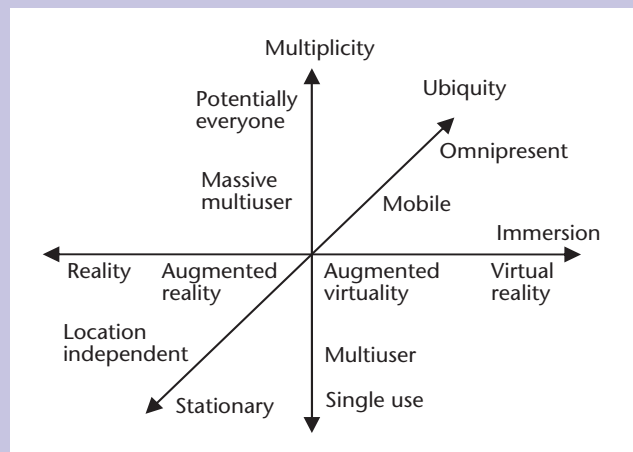 Multiplicity
Ubiquity
Potentially
everyone
Omnipresent
Massive
multiuser
Mobile
Immersion
Reality
Augmented
reality
Augmented
virtuality
Virtual
reality
Location
independent
Multiuser
Stationary
Single use